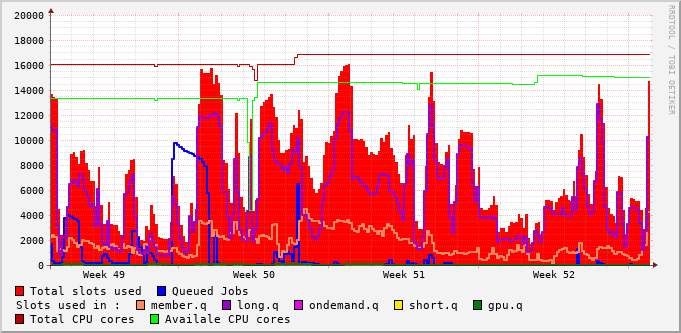 RRDTOOL / TOBI OETIKER
20000
18000
16000
14000
12000
10000
8000
6000
4000
2000
0
Week 49 Week 50 Week 51 Week 52
Total slots used Queued Jobs
Slots used in : member.q long.q ondemand.q short.q gpu.q
Total CPU cores Availale CPU cores